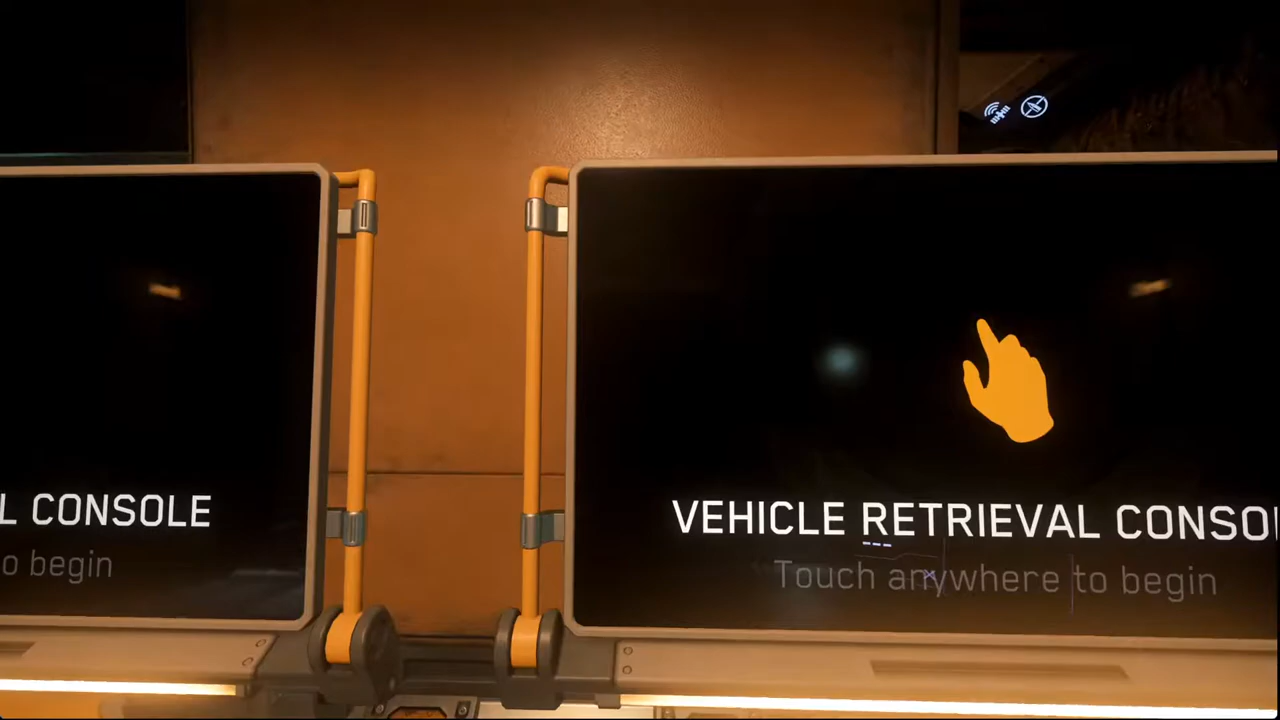 L CONSOLE
o begin
VEHICLE RETRIEVAL CONSO
Touch anywhere to begin